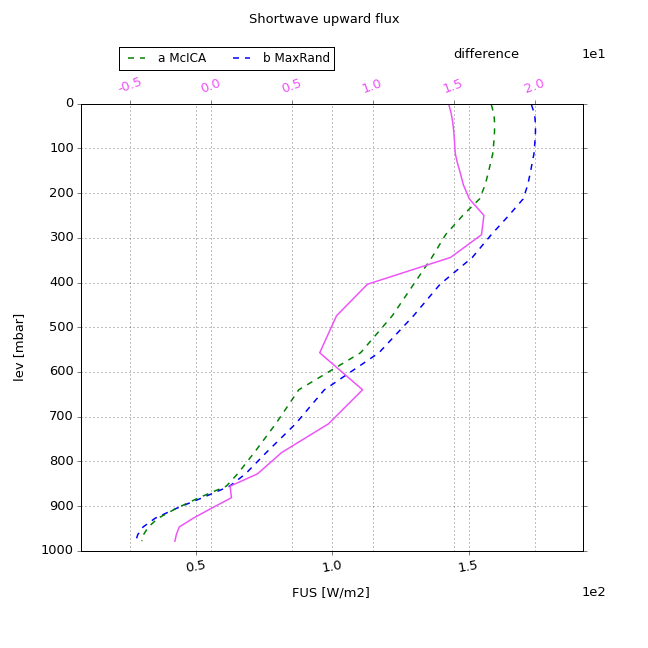 Shortwave upward flux
a McICA b MaxRand
difference 1e1
-0.5 0.0 0.5 1.0 1.5 2.0
0
100
200
300
400
500
600
700
800
900
1000
lev [mbar]
0.5 1.0 1.5
FUS [W/m2] 1e2